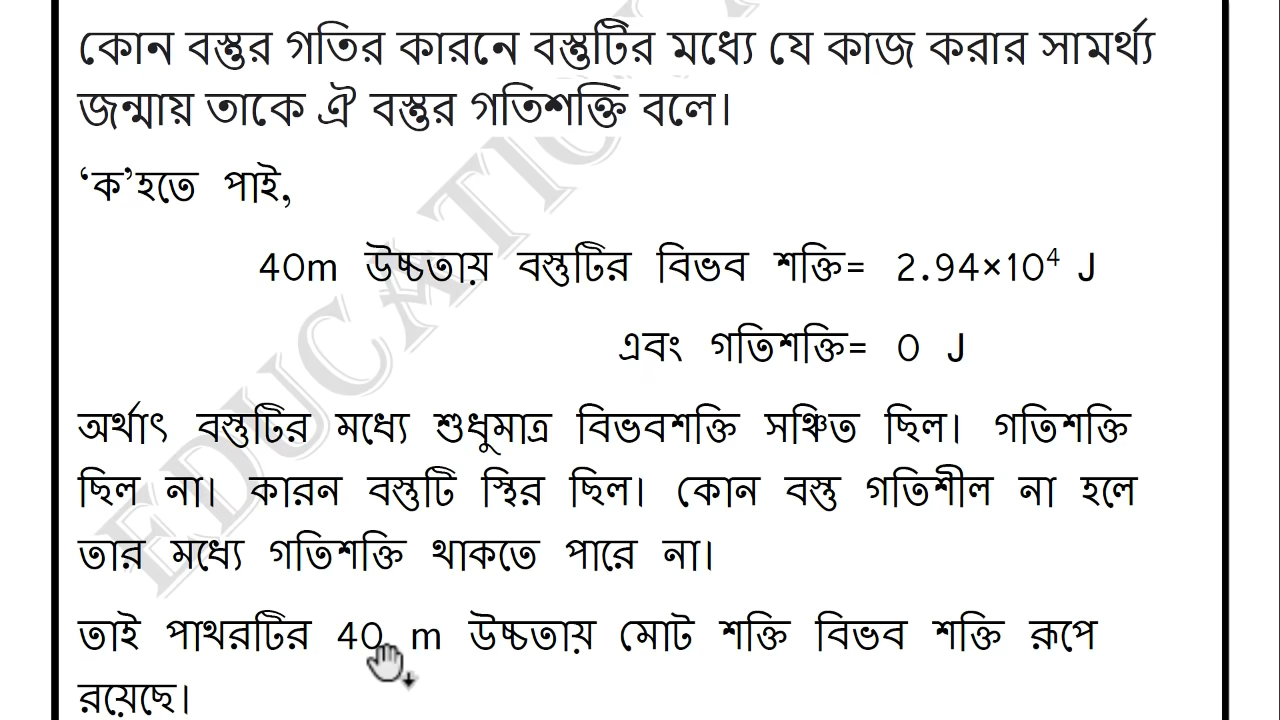 কোন বস্তুর গতির কারনে বস্তুটির মধ্যে যে কাজ করার সামর্থ্য
জন্মায় তাকে ঐ বস্তুর গতিশক্তি বলে।
‘ক’হতে পাই,
40m উচ্চতায় বস্তুটির বিভব শক্তি= 2.94×10⁴ J
এবং গতিশক্তি= 0 J
অর্থাৎ বস্তুটির মধ্যে শুধুমাত্র বিভবশক্তি সঞ্চিত ছিল। গতিশক্তি
ছিল না। কারন বস্তুটি স্থির ছিল। কোন বস্তু গতিশীল না হলে
তার মধ্যে গতিশক্তি থাকতে পারে না।
তাই পাথরটির 40 m উচ্চতায় মোট শক্তি বিভব শক্তি রূপে
রয়েছে।